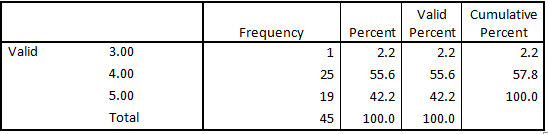 Frequency Percent Valid Percent Cumulative Percent
Valid 3.00 1 2.2 2.2 2.2
4.00 25 55.6 55.6 57.8
5.00 19 42.2 42.2 100.0
Total 45 100.0 100.0